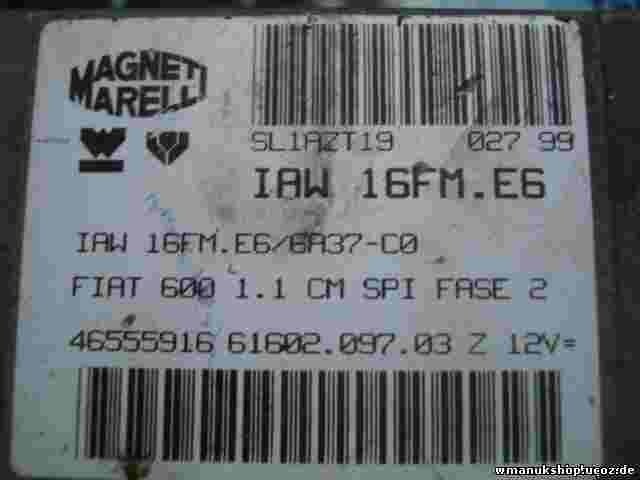 MAGNETI
MARELLI
SL1AZT19 027 99
IAW 16FM.E6
IAW 16FM.E6/6A37-C0
FIAT 600 1.1 CM SPI FASE 2
46555916 61602.097.03 Z 12V=
wmanukshop.ucoz.de